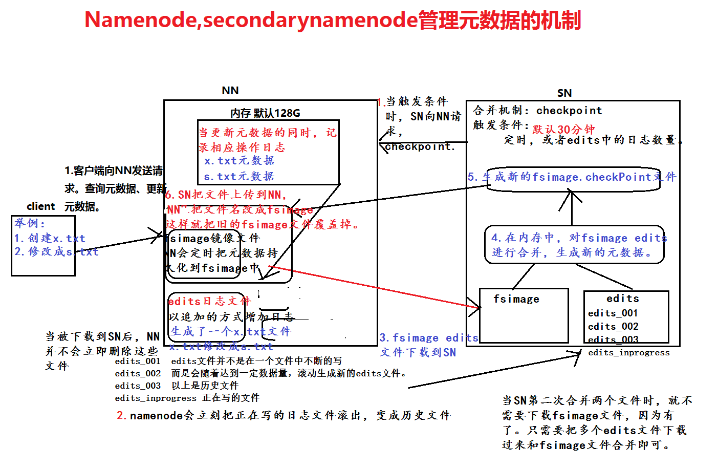 Namenode,secondarynamenode管理元数据的机制
NN
SN
内存 默认128G
当更新元数据的同时，记
录相应操作日志
x.txt元数据
s.txt元数据
1.当触发条件
时，SN向NN请
求，
checkpoint.
合并机制：checkpoint
触发条件：默认30分钟
定时，或者edits中的日志数量。
5.生成新的fsimage.checkPoint文件
1.客户端向NN发送请
求。查询元数据、更新
元数据。
client
举例：
1.创建x.txt
2.修改成s.txt
6.SN把文件上传到NN,
NN 把文件名改成fsimage
这样就把旧的fsimage文件覆盖掉。
fsimage镜像文件
NN会定时把元数据持
久化到fsimage中
4.在内存中，对fsimage edits
进行合并，生成新的元数据。
edits日志文件
以追加的方式增加日志
生成了一个x.txt文件
x.txt修改成s.txt
fsimage
edits
edits_001
edits 002
edits_003
edits_inprogress
3.fsimage edits
文件下载到SN
当被下载到SN后，NN
并不会立即删除这些
文件
edits_001 edits文件并不是在一个文件中不断的写
edits_002 而是会随着达到一定数据量，滚动生成新的edits文件。
edits_003 以上是历史文件
edits_inprogress 正在写的文件
2.namenode会立刻把正在写的日志文件滚出，变成历史文件
当SN第二次合并两个文件时，就不
需要下载fsimage文件，因为有
了。只需要把多个edits文件下载
过来和fsimage文件合并即可。